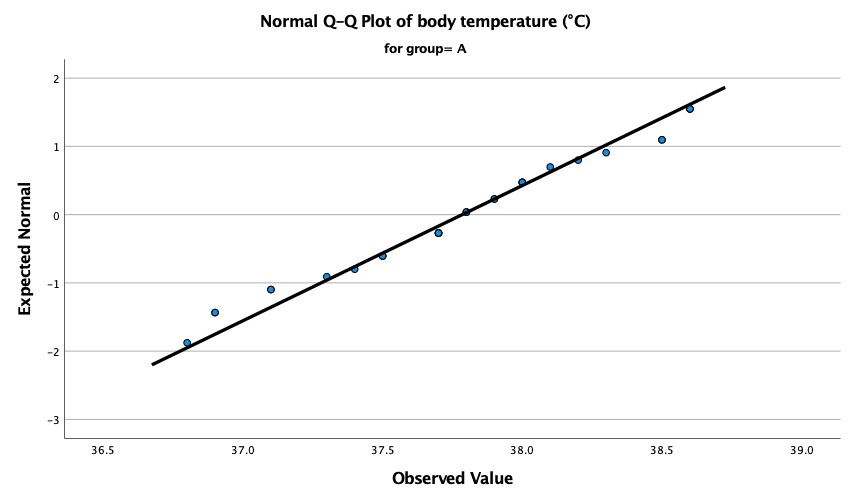 Normal Q-Q Plot of body temperature (°C)
for group= A
Expected Normal
2
1
0
-1
-2
-3
36.5 37.0 37.5 38.0 38.5 39.0
Observed Value